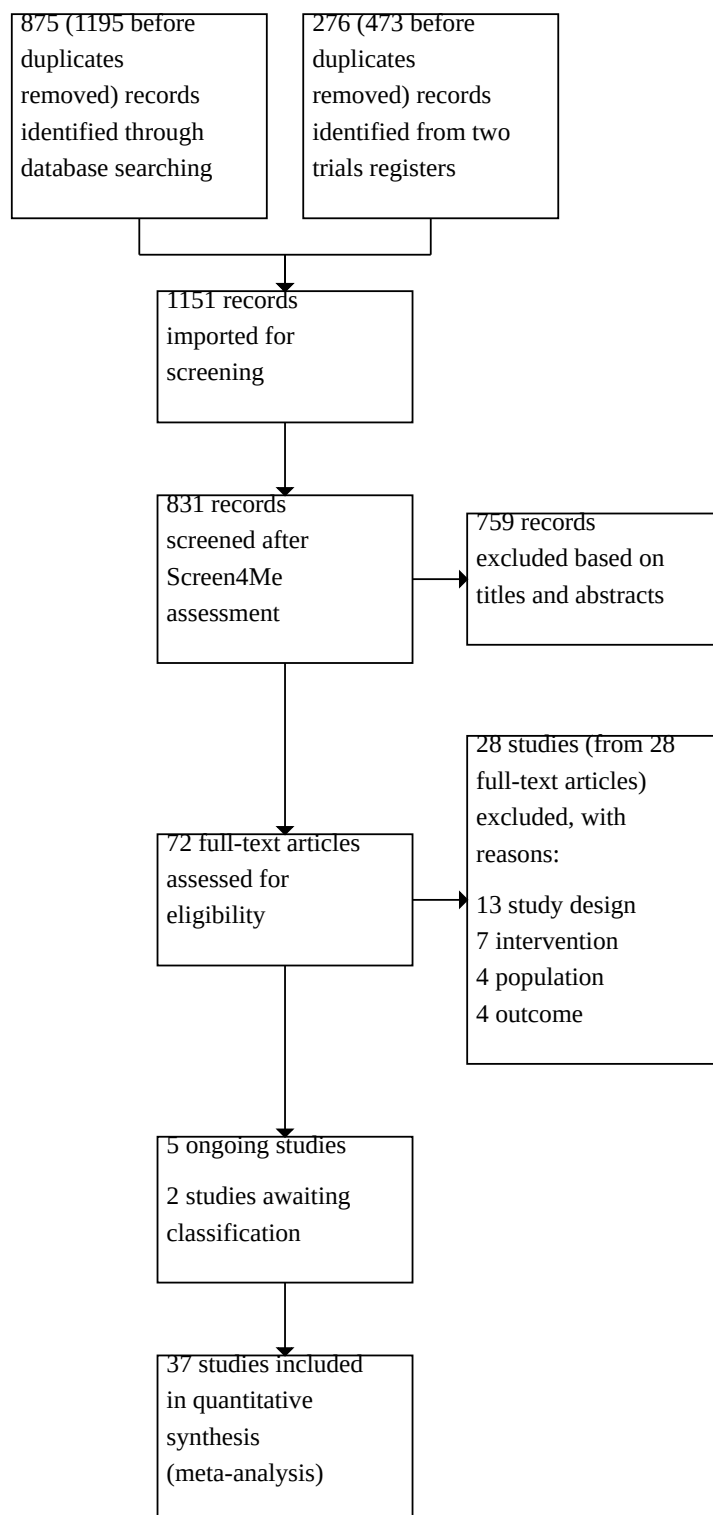 875 (1195 before
duplicates
removed) records
identified through
database searching
276 (473 before
duplicates
removed) records
identified from two
trials registers
1151 records
imported for
screening
831 records
screened after
Screen4Me
assessment
759 records
excluded based on
titles and abstracts
28 studies (from 28
full-text articles)
excluded, with
reasons:
13 study design
7 intervention
4 population
4 outcome
72 full-text articles
assessed for
eligibility
5 ongoing studies
2 studies awaiting
classification
37 studies included
in quantitative
synthesis
(meta-analysis)